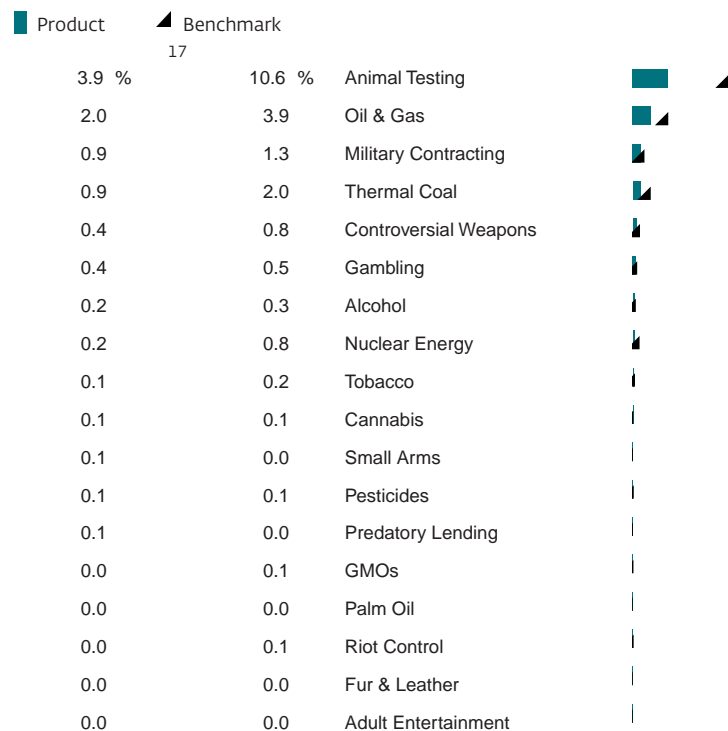 Product Benchmark
17
3.9 % 10.6 % Animal Testing
2.0 3.9 Oil & Gas
0.9 1.3 Military Contracting
0.9 2.0 Thermal Coal
0.4 0.8 Controversial Weapons
0.4 0.5 Gambling
0.2 0.3 Alcohol
0.2 0.8 Nuclear Energy
0.1 0.2 Tobacco
0.1 0.1 Cannabis
0.1 0.0 Small Arms
0.1 0.1 Pesticides
0.1 0.0 Predatory Lending
0.0 0.1 GMOs
0.0 0.0 Palm Oil
0.0 0.1 Riot Control
0.0 0.0 Fur & Leather
0.0 0.0 Adult Entertainment